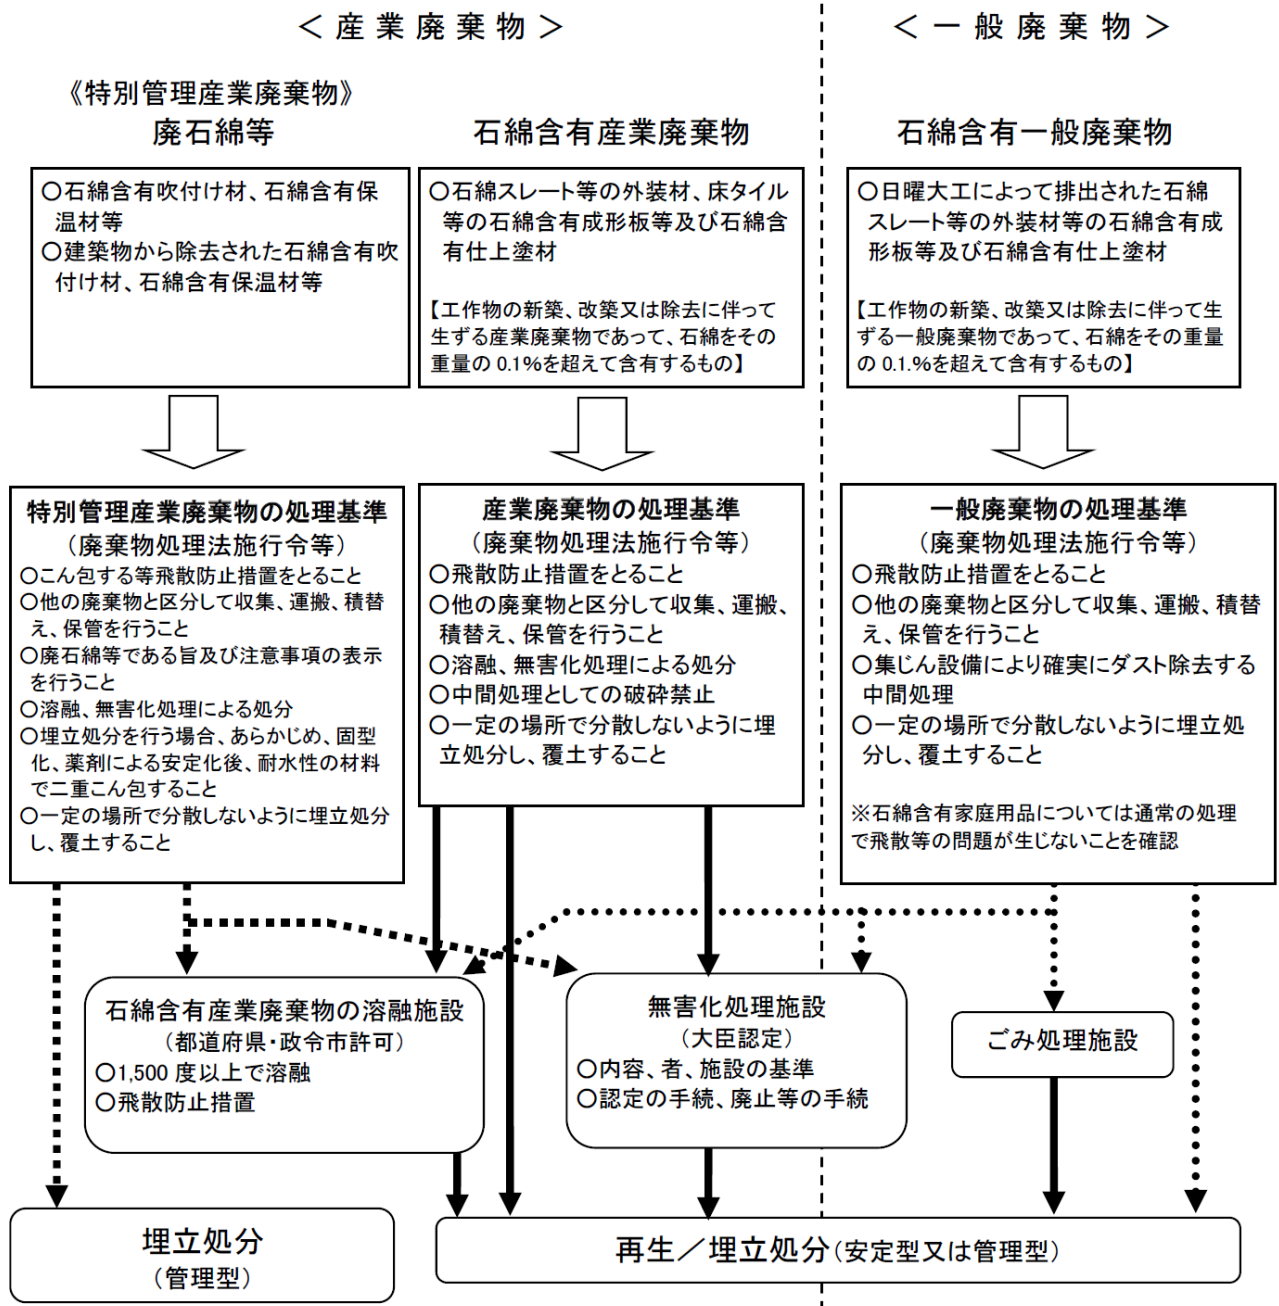 ＜産業廃棄物＞
＜一般廃棄物＞
《特別管理産業廃棄物》
廃石綿等
石綿含有産業廃棄物
石綿含有一般廃棄物
○石綿含有吹付け材、石綿含有保
温材等
○建築物から除去された石綿含有吹
付け材、石綿含有保温材等
○石綿スレート等の外装材、床タイル
等の石綿含有成形板等及び石綿含
有仕上塗材
【工作物の新築、改築又は除去に伴って
生ずる産業廃棄物であって、石綿をその
重量の 0.1％を超えて含有するもの】
○日曜大工によって排出された石綿
スレート等の外装材等の石綿含有成
形板等及び石綿含有仕上塗材
【工作物の新築、改築又は除去に伴って生
ずる一般廃棄物であって、石綿をその重量
の 0.1.％を超えて含有するもの】
特別管理産業廃棄物の処理基準
（廃棄物処理法施行令等）
○こん包する等飛散防止措置をとること
○他の廃棄物と区分して収集、運搬、積替
え、保管を行うこと
○廃石綿等である旨及び注意事項の表示
を行うこと
○溶融、無害化処理による処分
○埋立処分を行う場合、あらかじめ、固型
化、薬剤による安定化後、耐水性の材料
で二重こん包すること
○一定の場所で分散しないように埋立処分
し、覆土すること
産業廃棄物の処理基準
（廃棄物処理法施行令等）
○飛散防止措置をとること
○他の廃棄物と区分して収集、運搬、
積替え、保管を行うこと
○溶融、無害化処理による処分
○中間処理としての破砕禁止
○一定の場所で分散しないように埋
立処分し、覆土すること
一般廃棄物の処理基準
（廃棄物処理法施行令等）
○飛散防止措置をとること
○他の廃棄物と区分して収集、運搬、積替
え、保管を行うこと
○集じん設備により確実にダスト除去する
中間処理
○一定の場所で分散しないように埋立処
分し、覆土すること
※石綿含有家庭用品については通常の処理
で飛散等の問題が生じないことを確認
石綿含有産業廃棄物の溶融施設
（都道府県・政令市許可）
○1,500 度以上で溶融
○飛散防止措置
無害化処理施設
（大臣認定）
○内容、者、施設の基準
○認定の手続、廃止等の手続
ごみ処理施設
埋立処分
（管理型）
再生／埋立処分（安定型又は管理型）